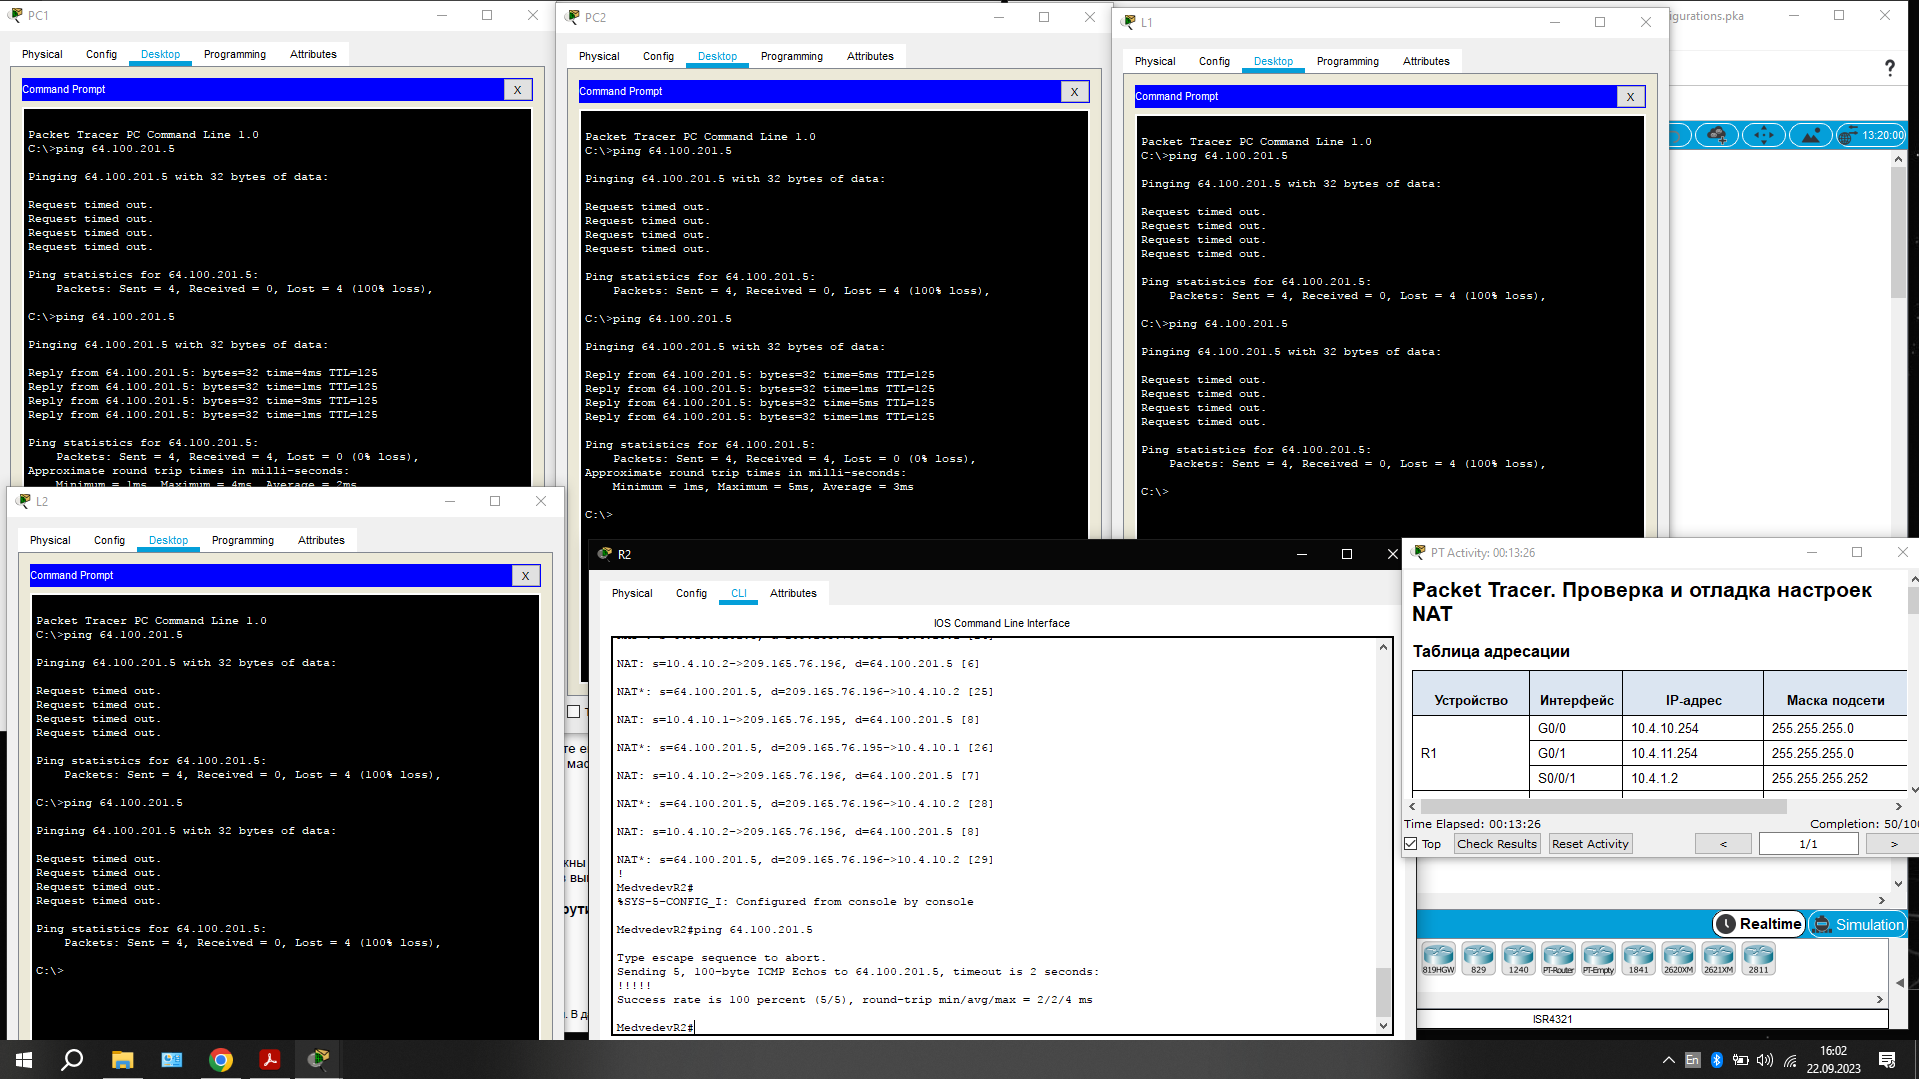 PC1
Physical Config Desktop Programming Attributes
Command Prompt X
Packet Tracer PC Command Line 1.0
C:\>ping 64.100.201.5
Pinging 64.100.201.5 with 32 bytes of data:
Request timed out.
Request timed out.
Request timed out.
Request timed out.
Ping statistics for 64.100.201.5:
Packets: Sent = 4, Received = 0, Lost = 4 (100% loss),
C:\>ping 64.100.201.5
Pinging 64.100.201.5 with 32 bytes of data:
Reply from 64.100.201.5: bytes=32 time=4ms TTL=125
Reply from 64.100.201.5: bytes=32 time=1ms TTL=125
Reply from 64.100.201.5: bytes=32 time=3ms TTL=125
Reply from 64.100.201.5: bytes=32 time=1ms TTL=125
Ping statistics for 64.100.201.5:
Packets: Sent = 4, Received = 4, Lost = 0 (0% loss),
Approximate round trip times in milli-seconds:
Minimum = 1ms, Maximum = 4ms, Average = 2ms
PC2
Physical Config Desktop Programming Attributes
Command Prompt X
Packet Tracer PC Command Line 1.0
C:\>ping 64.100.201.5
Pinging 64.100.201.5 with 32 bytes of data:
Request timed out.
Request timed out.
Request timed out.
Request timed out.
Ping statistics for 64.100.201.5:
Packets: Sent = 4, Received = 0, Lost = 4 (100% loss),
C:\>ping 64.100.201.5
Pinging 64.100.201.5 with 32 bytes of data:
Reply from 64.100.201.5: bytes=32 time=5ms TTL=125
Reply from 64.100.201.5: bytes=32 time=1ms TTL=125
Reply from 64.100.201.5: bytes=32 time=5ms TTL=125
Reply from 64.100.201.5: bytes=32 time=1ms TTL=125
Ping statistics for 64.100.201.5:
Packets: Sent = 4, Received = 4, Lost = 0 (0% loss),
Approximate round trip times in milli-seconds:
Minimum = 1ms, Maximum = 5ms, Average = 3ms
C:\>
L1
Physical Config Desktop Programming Attributes
Command Prompt X
Packet Tracer PC Command Line 1.0
C:\>ping 64.100.201.5
Pinging 64.100.201.5 with 32 bytes of data:
Request timed out.
Request timed out.
Request timed out.
Request timed out.
Ping statistics for 64.100.201.5:
Packets: Sent = 4, Received = 0, Lost = 4 (100% loss),
C:\>ping 64.100.201.5
Pinging 64.100.201.5 with 32 bytes of data:
Request timed out.
Request timed out.
Request timed out.
Request timed out.
Ping statistics for 64.100.201.5:
Packets: Sent = 4, Received = 0, Lost = 4 (100% loss),
C:\>
igurations.pka
?
13:20:00
L2
Physical Config Desktop Programming Attributes
Command Prompt X
Packet Tracer PC Command Line 1.0
C:\>ping 64.100.201.5
Pinging 64.100.201.5 with 32 bytes of data:
Request timed out.
Request timed out.
Request timed out.
Request timed out.
Ping statistics for 64.100.201.5:
Packets: Sent = 4, Received = 0, Lost = 4 (100% loss),
C:\>ping 64.100.201.5
Pinging 64.100.201.5 with 32 bytes of data:
Request timed out.
Request timed out.
Request timed out.
Request timed out.
Ping statistics for 64.100.201.5:
Packets: Sent = 4, Received = 0, Lost = 4 (100% loss),
C:\>
R2
Physical Config CLI Attributes
IOS Command Line Interface
NAT: s=10.4.10.2->209.165.76.196, d=64.100.201.5 [6]
NAT*: s=64.100.201.5, d=209.165.76.196->10.4.10.2 [25]
NAT: s=10.4.10.1->209.165.76.195, d=64.100.201.5 [8]
NAT*: s=64.100.201.5, d=209.165.76.195->10.4.10.1 [26]
NAT: s=10.4.10.2->209.165.76.196, d=64.100.201.5 [7]
NAT*: s=64.100.201.5, d=209.165.76.196->10.4.10.2 [28]
NAT: s=10.4.10.2->209.165.76.196, d=64.100.201.5 [8]
NAT*: s=64.100.201.5, d=209.165.76.196->10.4.10.2 [29]
!
MedvedevR2#
%SYS-5-CONFIG_I: Configured from console by console
MedvedevR2#ping 64.100.201.5
Type escape sequence to abort.
Sending 5, 100-byte ICMP Echos to 64.100.201.5, timeout is 2 seconds:
!!!!!
Success rate is 100 percent (5/5), round-trip min/avg/max = 2/2/4 ms
MedvedevR2#
PT Activity: 00:13:26
Packet Tracer. Проверка и отладка настроек
NAT
Таблица адресации
Устройство Интерфейс IP-адрес Маска подсети
R1 G0/0 10.4.10.254 255.255.255.0
G0/1 10.4.11.254 255.255.255.0
S0/0/1 10.4.1.2 255.255.255.252
Time Elapsed: 00:13:26 Completion: 50/100
Top Check Results Reset Activity < 1/1 >
Realtime Simulation
819HGW 829 1240 PT-Router PT-Empty 1841 2620XM 2621XM 2811
ISR4321
En 16:02
22.09.2023